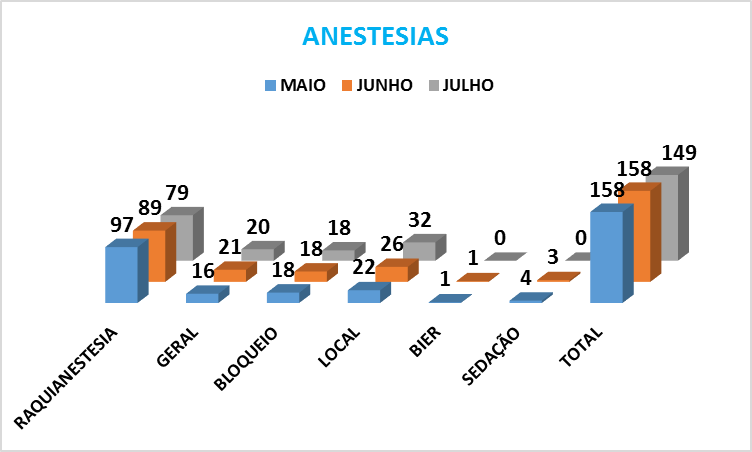 ANESTESIAS
MAIO JUNHO JULHO
97 89 79
16 21 20
18 18 18
22 26 32
1 1 0
4 3 0
158 158 149
RAQUIANESTESIA
GERAL
BLOQUEIO
LOCAL
BIER
SEDAÇÃO
TOTAL